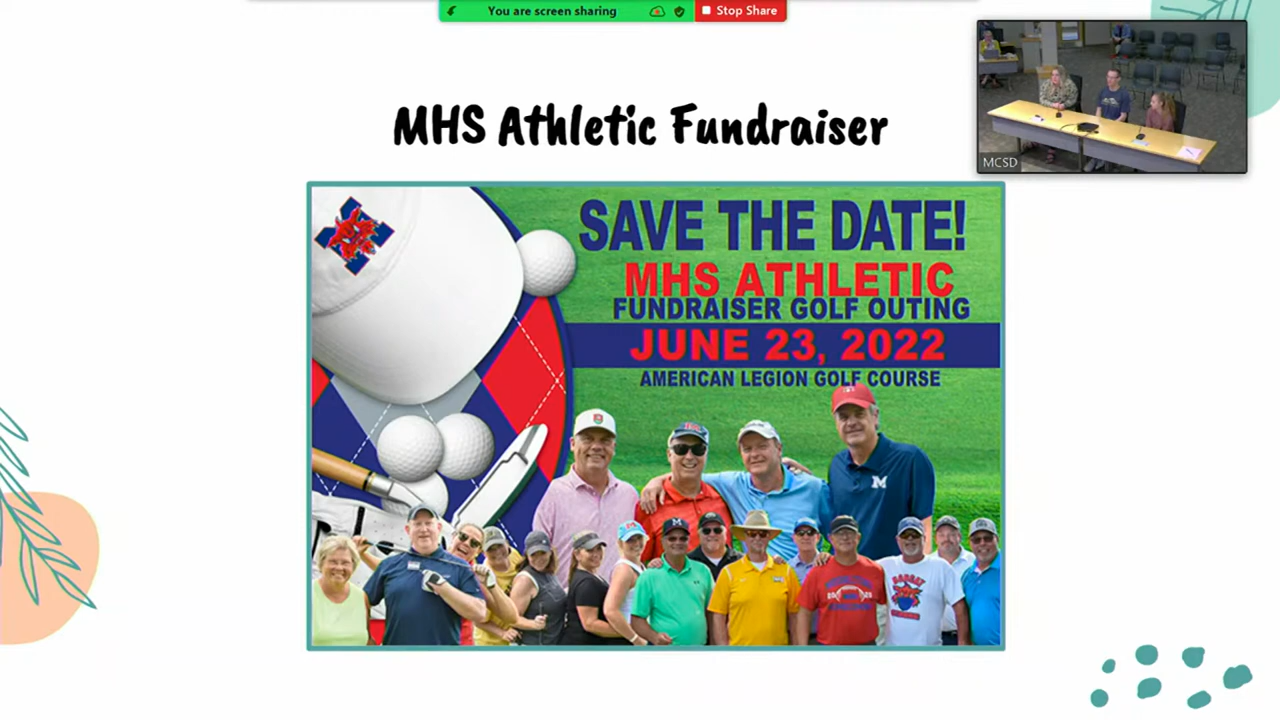 You are screen sharing
Stop Share
MCSD
MHS Athletic Fundraiser
SAVE THE DATE!
MHS ATHLETIC
FUNDRAISER GOLF OUTING
JUNE 23, 2022
AMERICAN LEGION GOLF COURSE